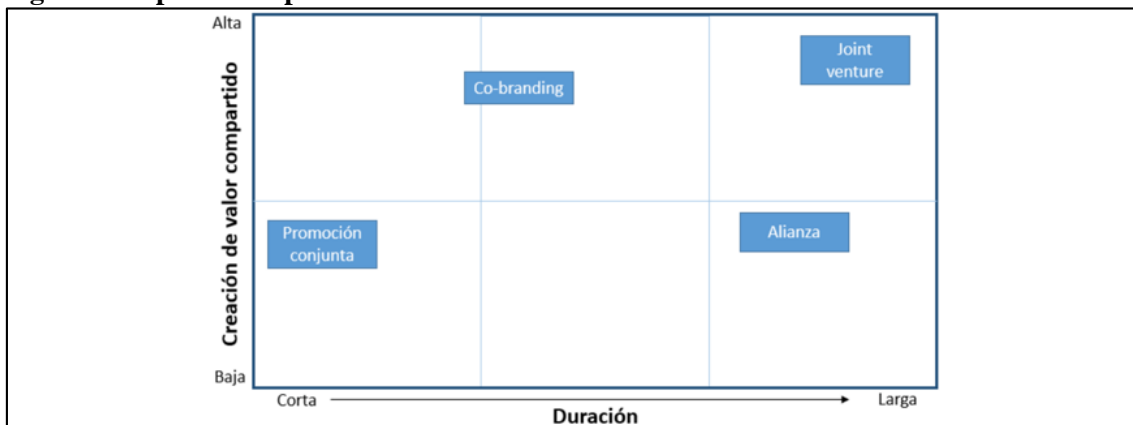 Alta
Joint
venture
Co-branding
Creación de valor compartido
Promoción
conjunta
Alianza
Baja
Corta
Larga
Duración